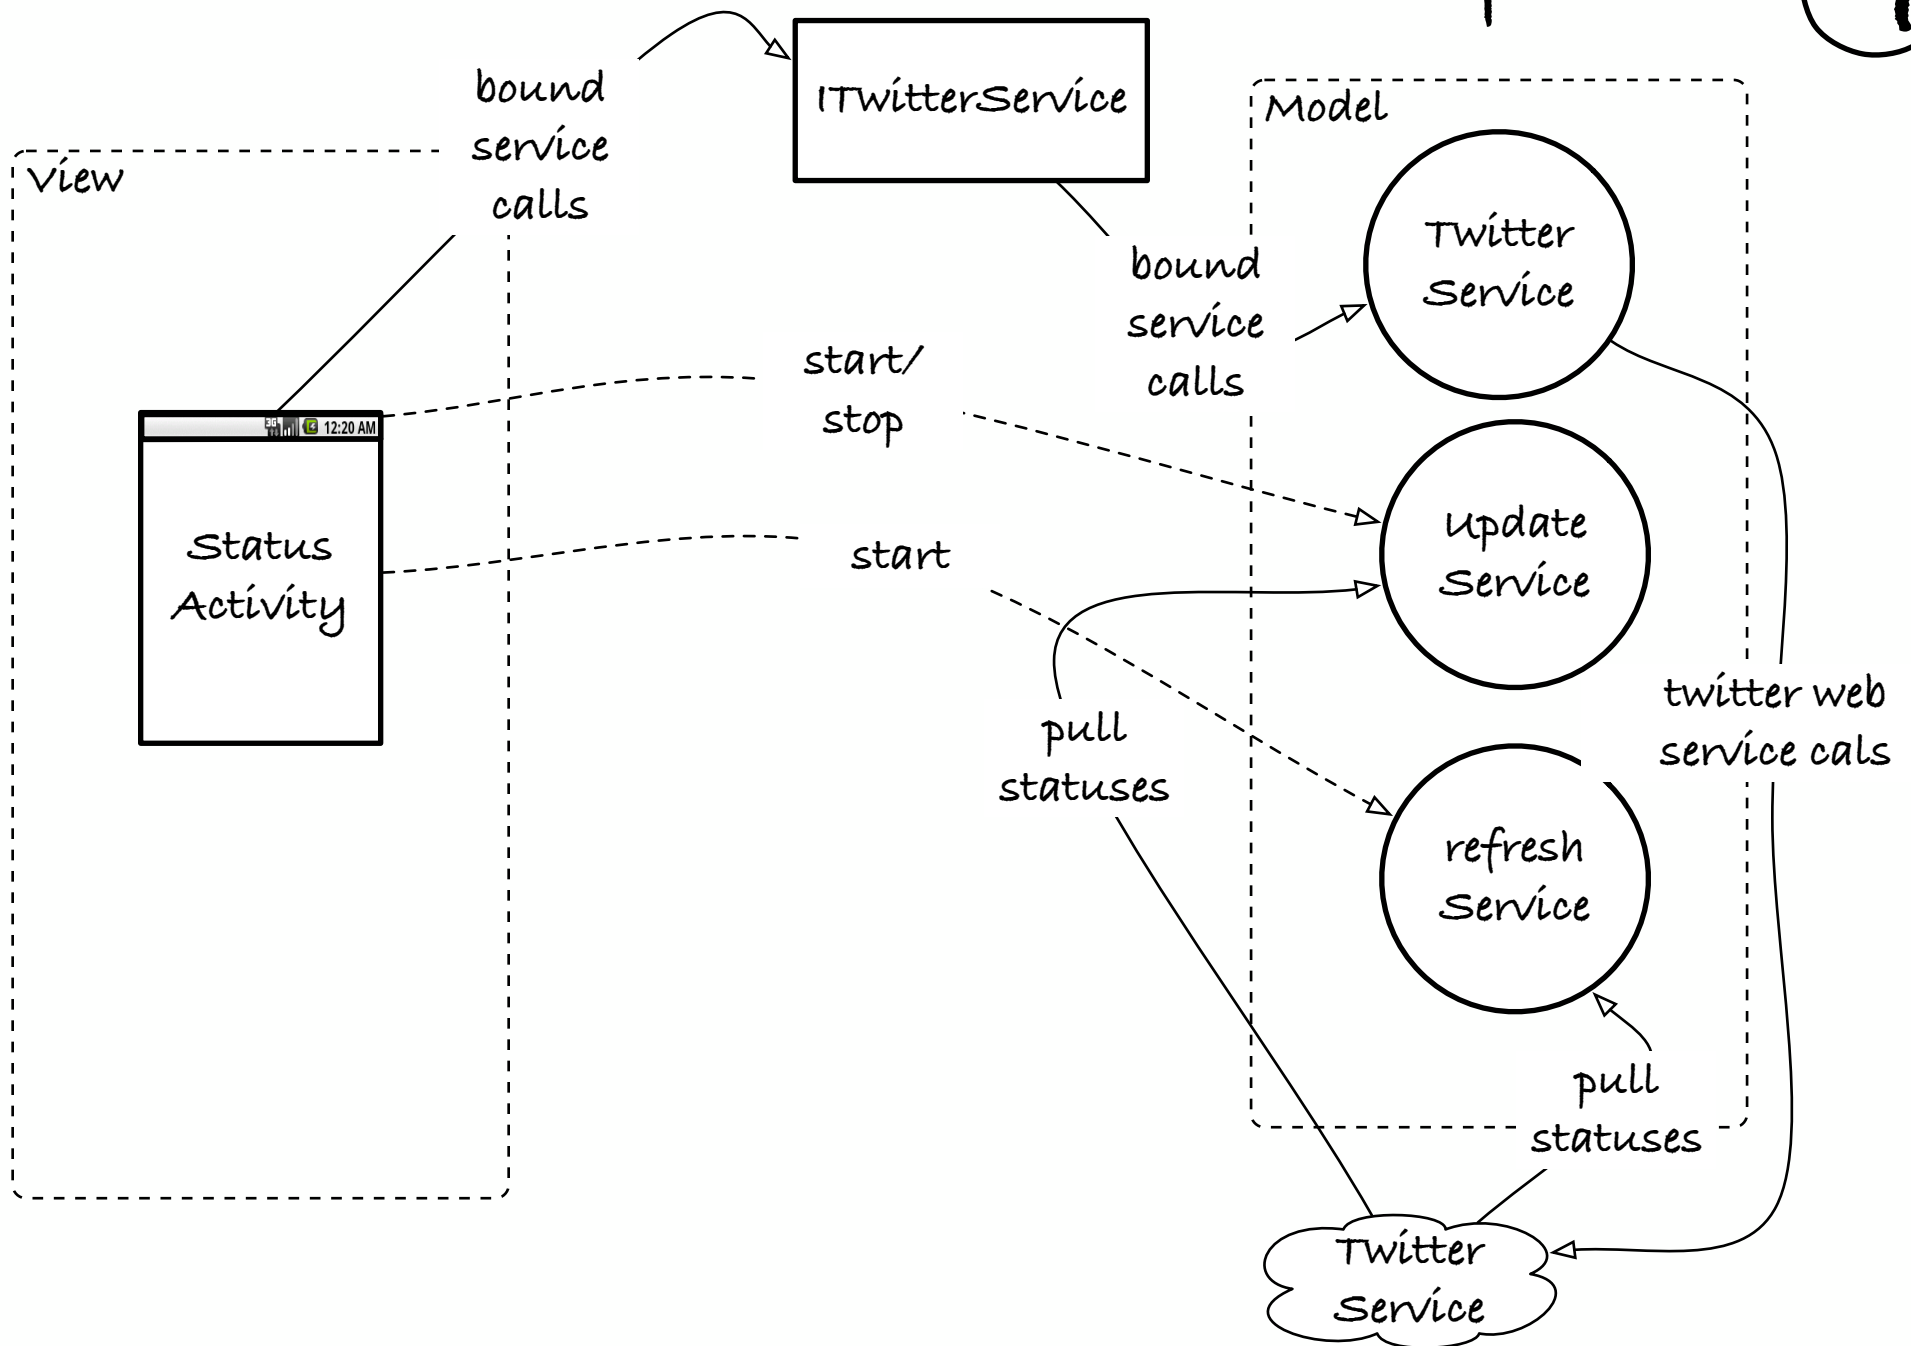 bound
service
calls
ITwitterService
Model
View
Twitter
Service
bound
service
calls
start/
stop
12:20 AM
Status
Activity
start
Update
Service
pull
statuses
twitter web
service cals
refresh
Service
pull
statuses
Twitter
Service